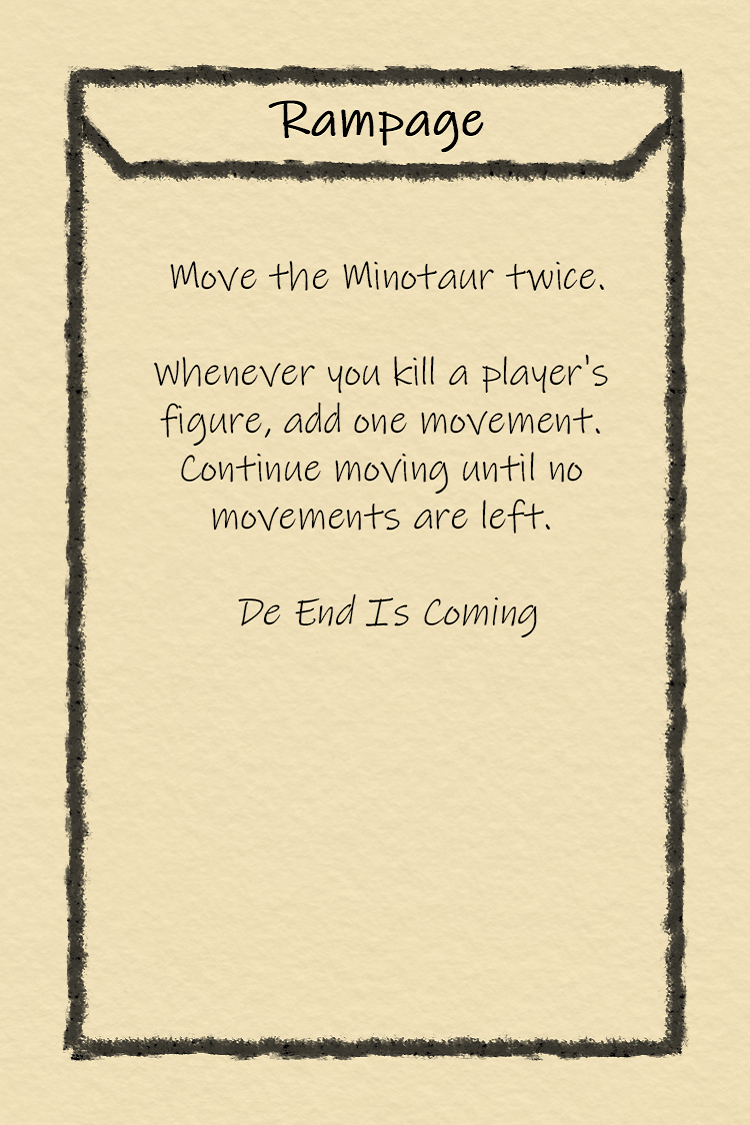 Rampage
Move the Minotaur twice.
Whenever you kill a player's
figure, add one movement.
Continue moving until no
movements are left.
De End Is Coming